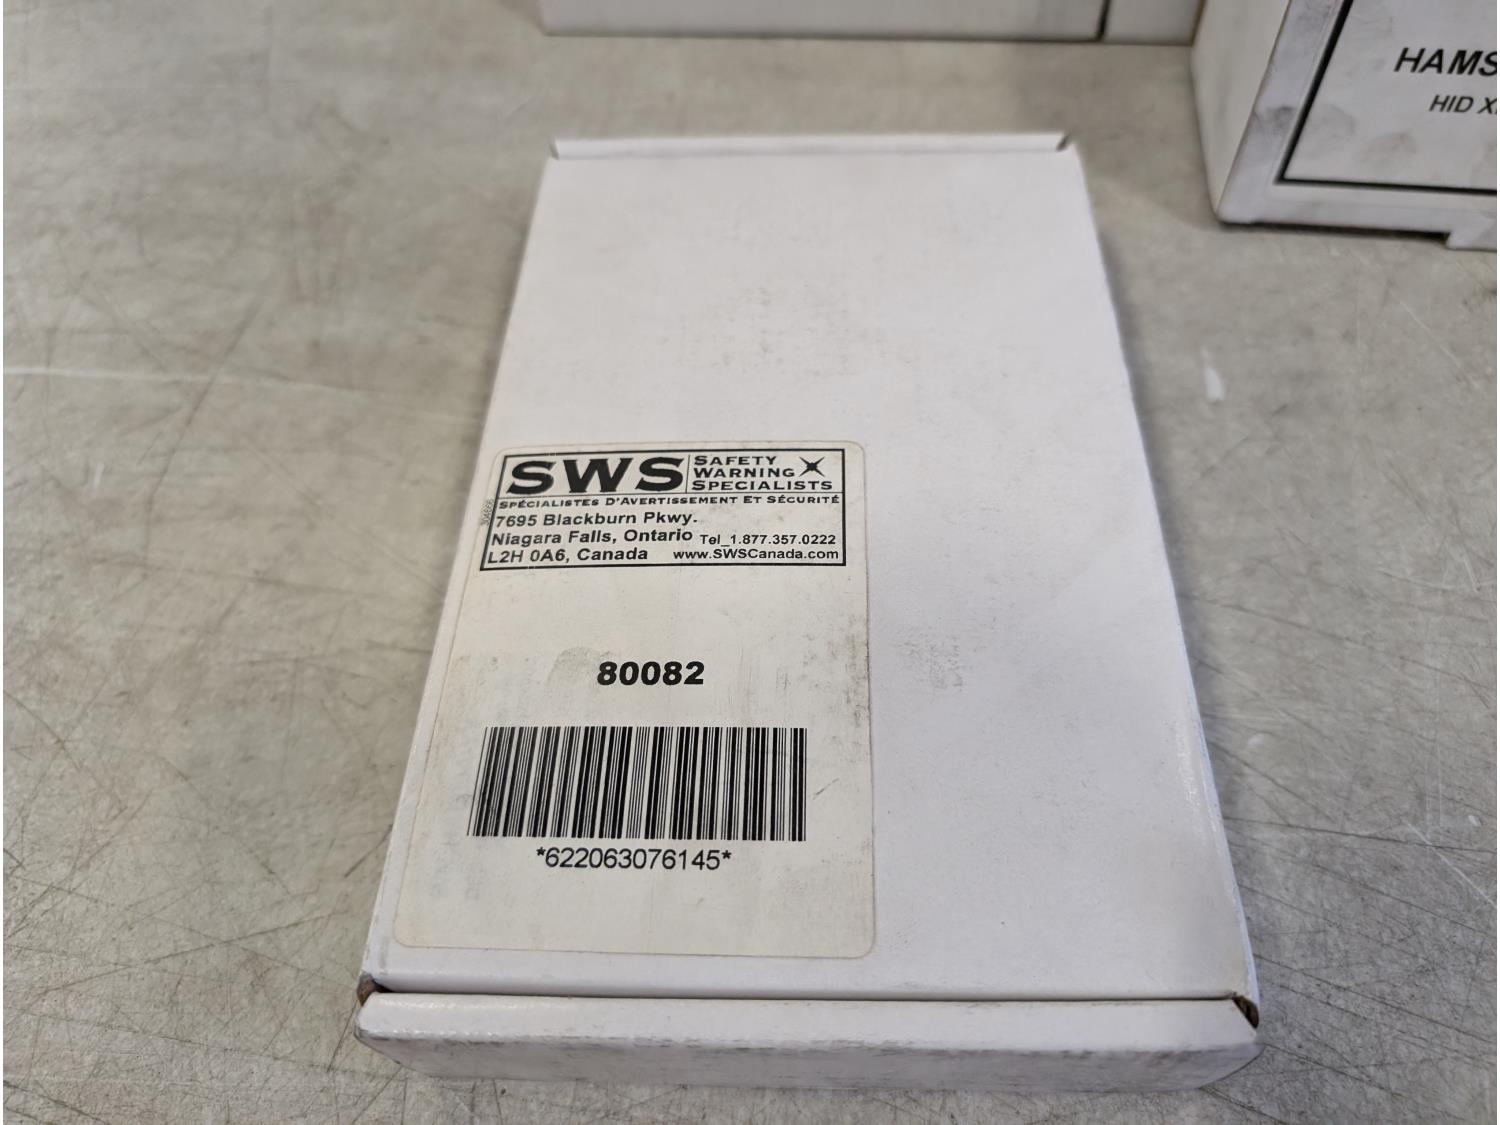 HAMS
HID X
SWS
SAFETY
WARNING
SPECIALISTS
SPÉCIALISTES D'AVERTISSEMENT ET SÉCURITÉ
7695 Blackburn Pkwy.
Niagara Falls, Ontario Tel_1.877.357.0222
L2H 0A6, Canada www.SWSCanada.com
80082
*622063076145*